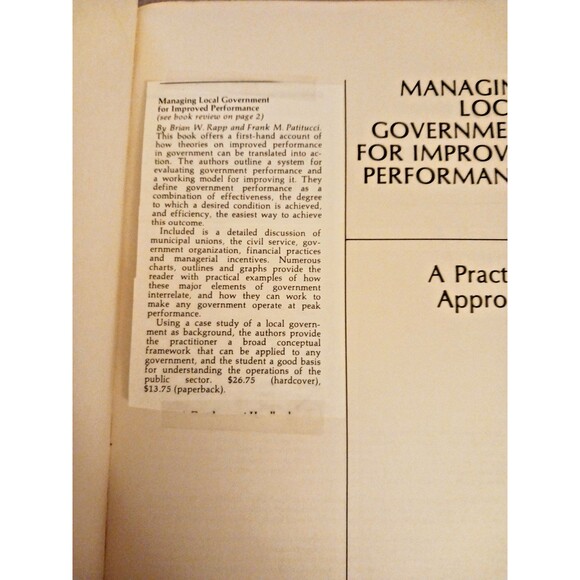 Managing Local Government
for Improved Performance
(see book review on page 2)
By Brian W. Rapp and Frank M. Patitucci.
This book offers a first-hand account of
how theories on improved performance
in government can be translated into ac-
tion. The authors outline a system for
evaluating government performance and
a working model for improving it. They
define government performance as a
combination of effectiveness, the degree
to which a desired condition is achieved,
and efficiency, the easiest way to achieve
this outcome.
Included is a detailed discussion of
municipal unions, the civil service, gov-
ernment organization, financial practices
and managerial incentives. Numerous
charts, outlines and graphs provide the
reader with practical examples of how
these major elements of government
interrelate, and how they can work to
make any government operate at peak
performance.
Using a case study of a local govern-
ment as background, the authors provide
the practitioner a broad conceptual
framework that can be applied to any
government, and the student a good basis
for understanding the operations of the
public sector. $26.75 (hardcover),
$13.75 (paperback).
MANAGIN
LOC
GOVERNME
FOR IMPROV
PERFORMAN
A Pract
Appro